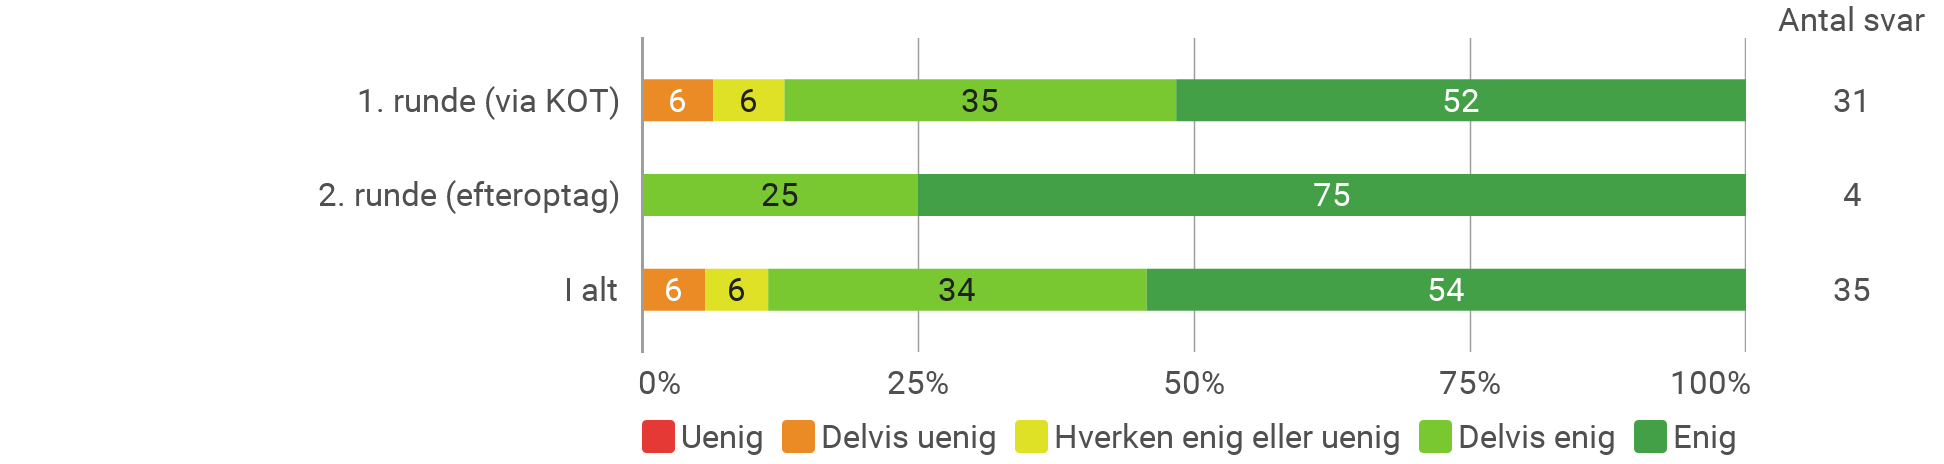 Antal svar
1. runde (via KOT) 6 6 35 52 31
2. runde (efteroptag) 25 75 4
I alt 6 6 34 54 35
0% 25% 50% 75% 100%
Uenig Delvis uenig Hverken enig eller uenig Delvis enig Enig